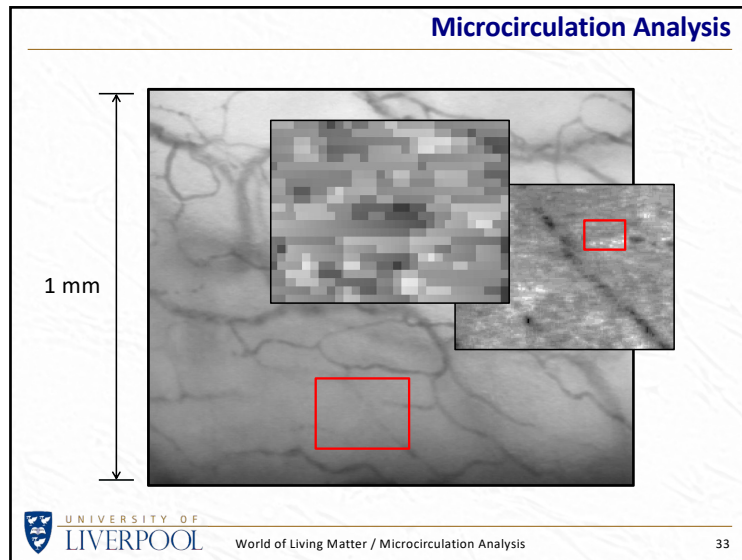 Microcirculation Analysis
1 mm
UNIVERSITY OF
LIVERPOOL
World of Living Matter / Microcirculation Analysis
33